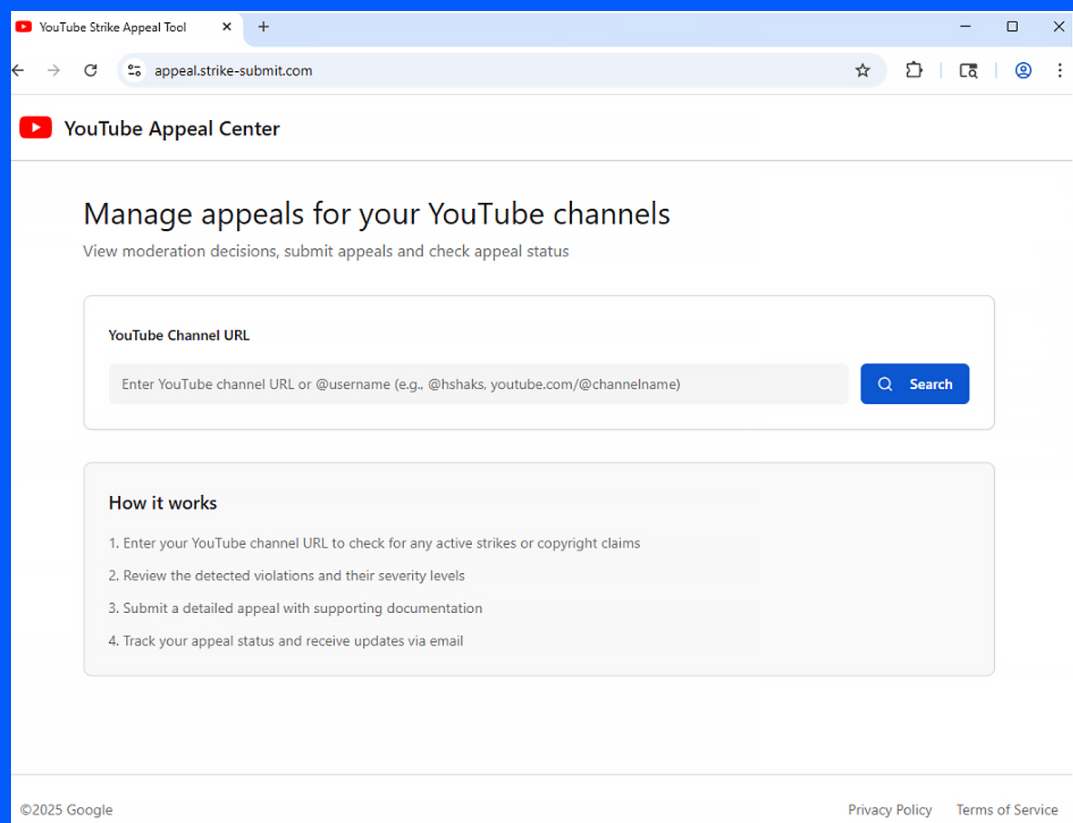 YouTube Strike Appeal Tool
appeal.strike-submit.com
YouTube Appeal Center
Manage appeals for your YouTube channels
View moderation decisions, submit appeals and check appeal status
YouTube Channel URL
Enter YouTube channel URL or @username (e.g., @hshaks, youtube.com/@channelname)
Search
How it works
1. Enter your YouTube channel URL to check for any active strikes or copyright claims
2. Review the detected violations and their severity levels
3. Submit a detailed appeal with supporting documentation
4. Track your appeal status and receive updates via email
©2025 Google
Privacy Policy
Terms of Service